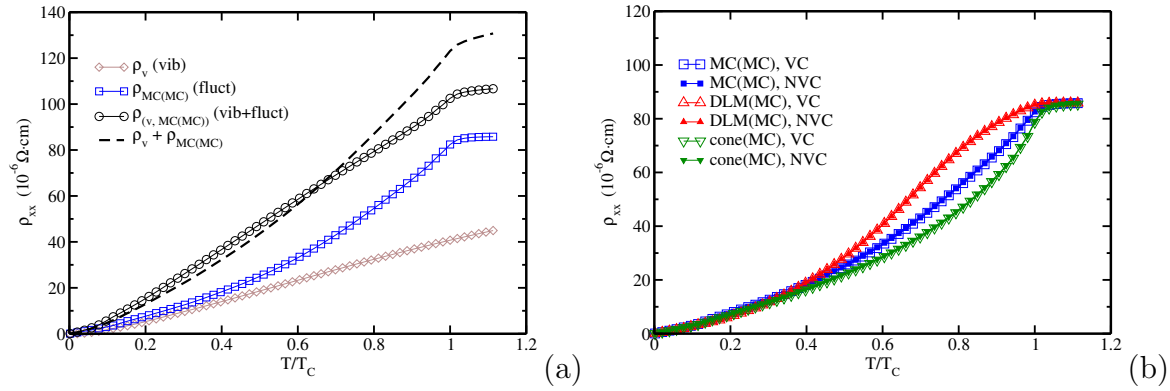 140
120
100
80
60
40
20
0
ρxx (10-6Ω·cm)
ρv (vib)
ρMC(MC) (fluct)
ρ(v, MC(MC)) (vib+fluct)
ρv + ρMC(MC)
0 0.2 0.4 0.6 0.8 1 1.2
T/TC
(a)
120
100
80
60
40
20
0
ρxx (10-6Ω·cm)
MC(MC), VC
MC(MC), NVC
DLM(MC), VC
DLM(MC), NVC
cone(MC), VC
cone(MC), NVC
0 0.2 0.4 0.6 0.8 1 1.2
T/TC
(b)